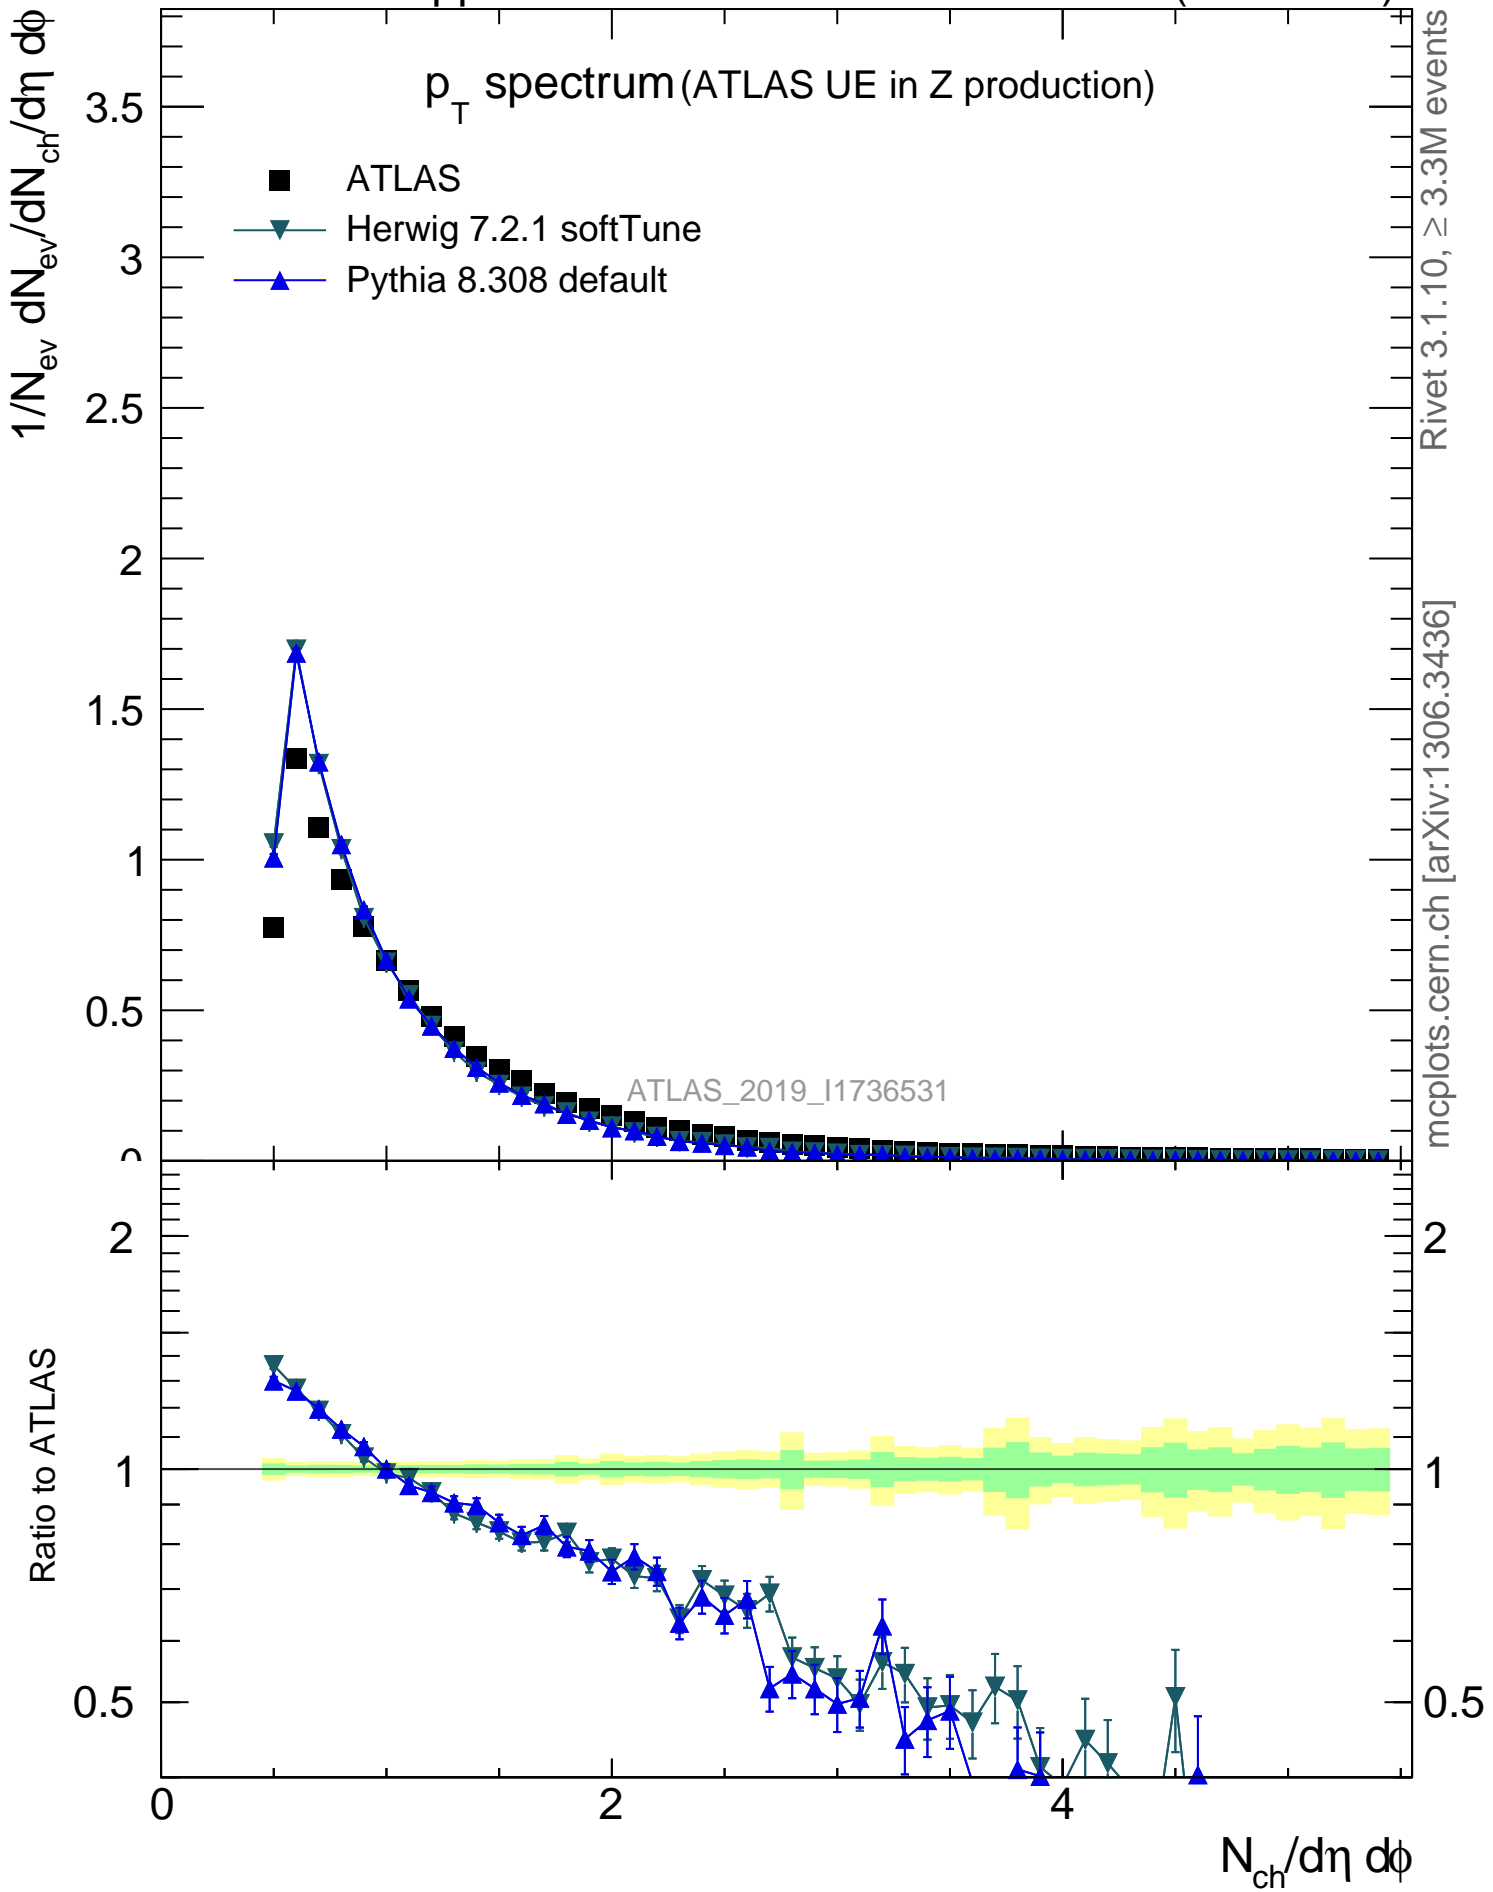 pp
p_T spectrum (ATLAS UE in Z production)
1/N_ev dN_ev/dN_ch/dη dϕ
ATLAS
Herwig 7.2.1 softTune
Pythia 8.308 default
3.5
3
2.5
2
1.5
1
0.5
0
ATLAS_2019_I1736531
Rivet 3.1.10, ≥ 3.3M events
mcplots.cern.ch [arXiv:1306.3436]
Ratio to ATLAS
2
1
0.5
2
1
0.5
0
2
4
N_ch/dη dϕ